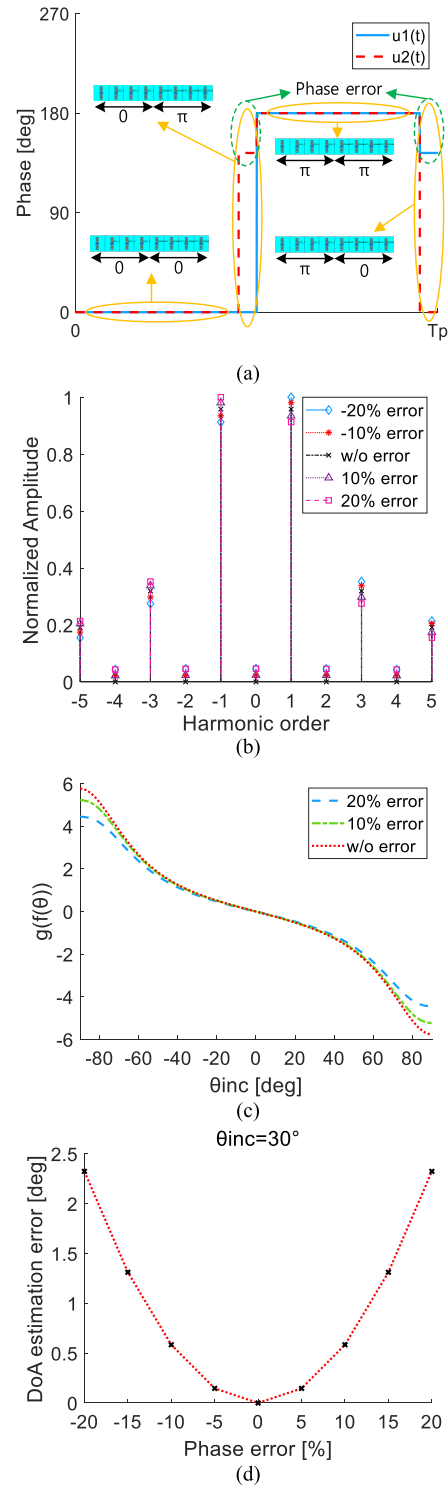 270
180
90
0
Phase [deg]
u1(t)
u2(t)
Phase error
0 π
π π
0 0
π 0
0 Tp
(a)
1
0.8
0.6
0.4
0.2
0
Normalized Amplitude
-20% error
-10% error
w/o error
10% error
20% error
-5 -4 -3 -2 -1 0 1 2 3 4 5
Harmonic order
(b)
6
4
2
0
-2
-4
-6
g(f(θ))
20% error
10% error
w/o error
-80 -60 -40 -20 0 20 40 60 80
θinc [deg]
(c)
θinc=30°
2.5
2
1.5
1
0.5
0
DoA estimation error [deg]
-20 -15 -10 -5 0 5 10 15 20
Phase error [%]
(d)